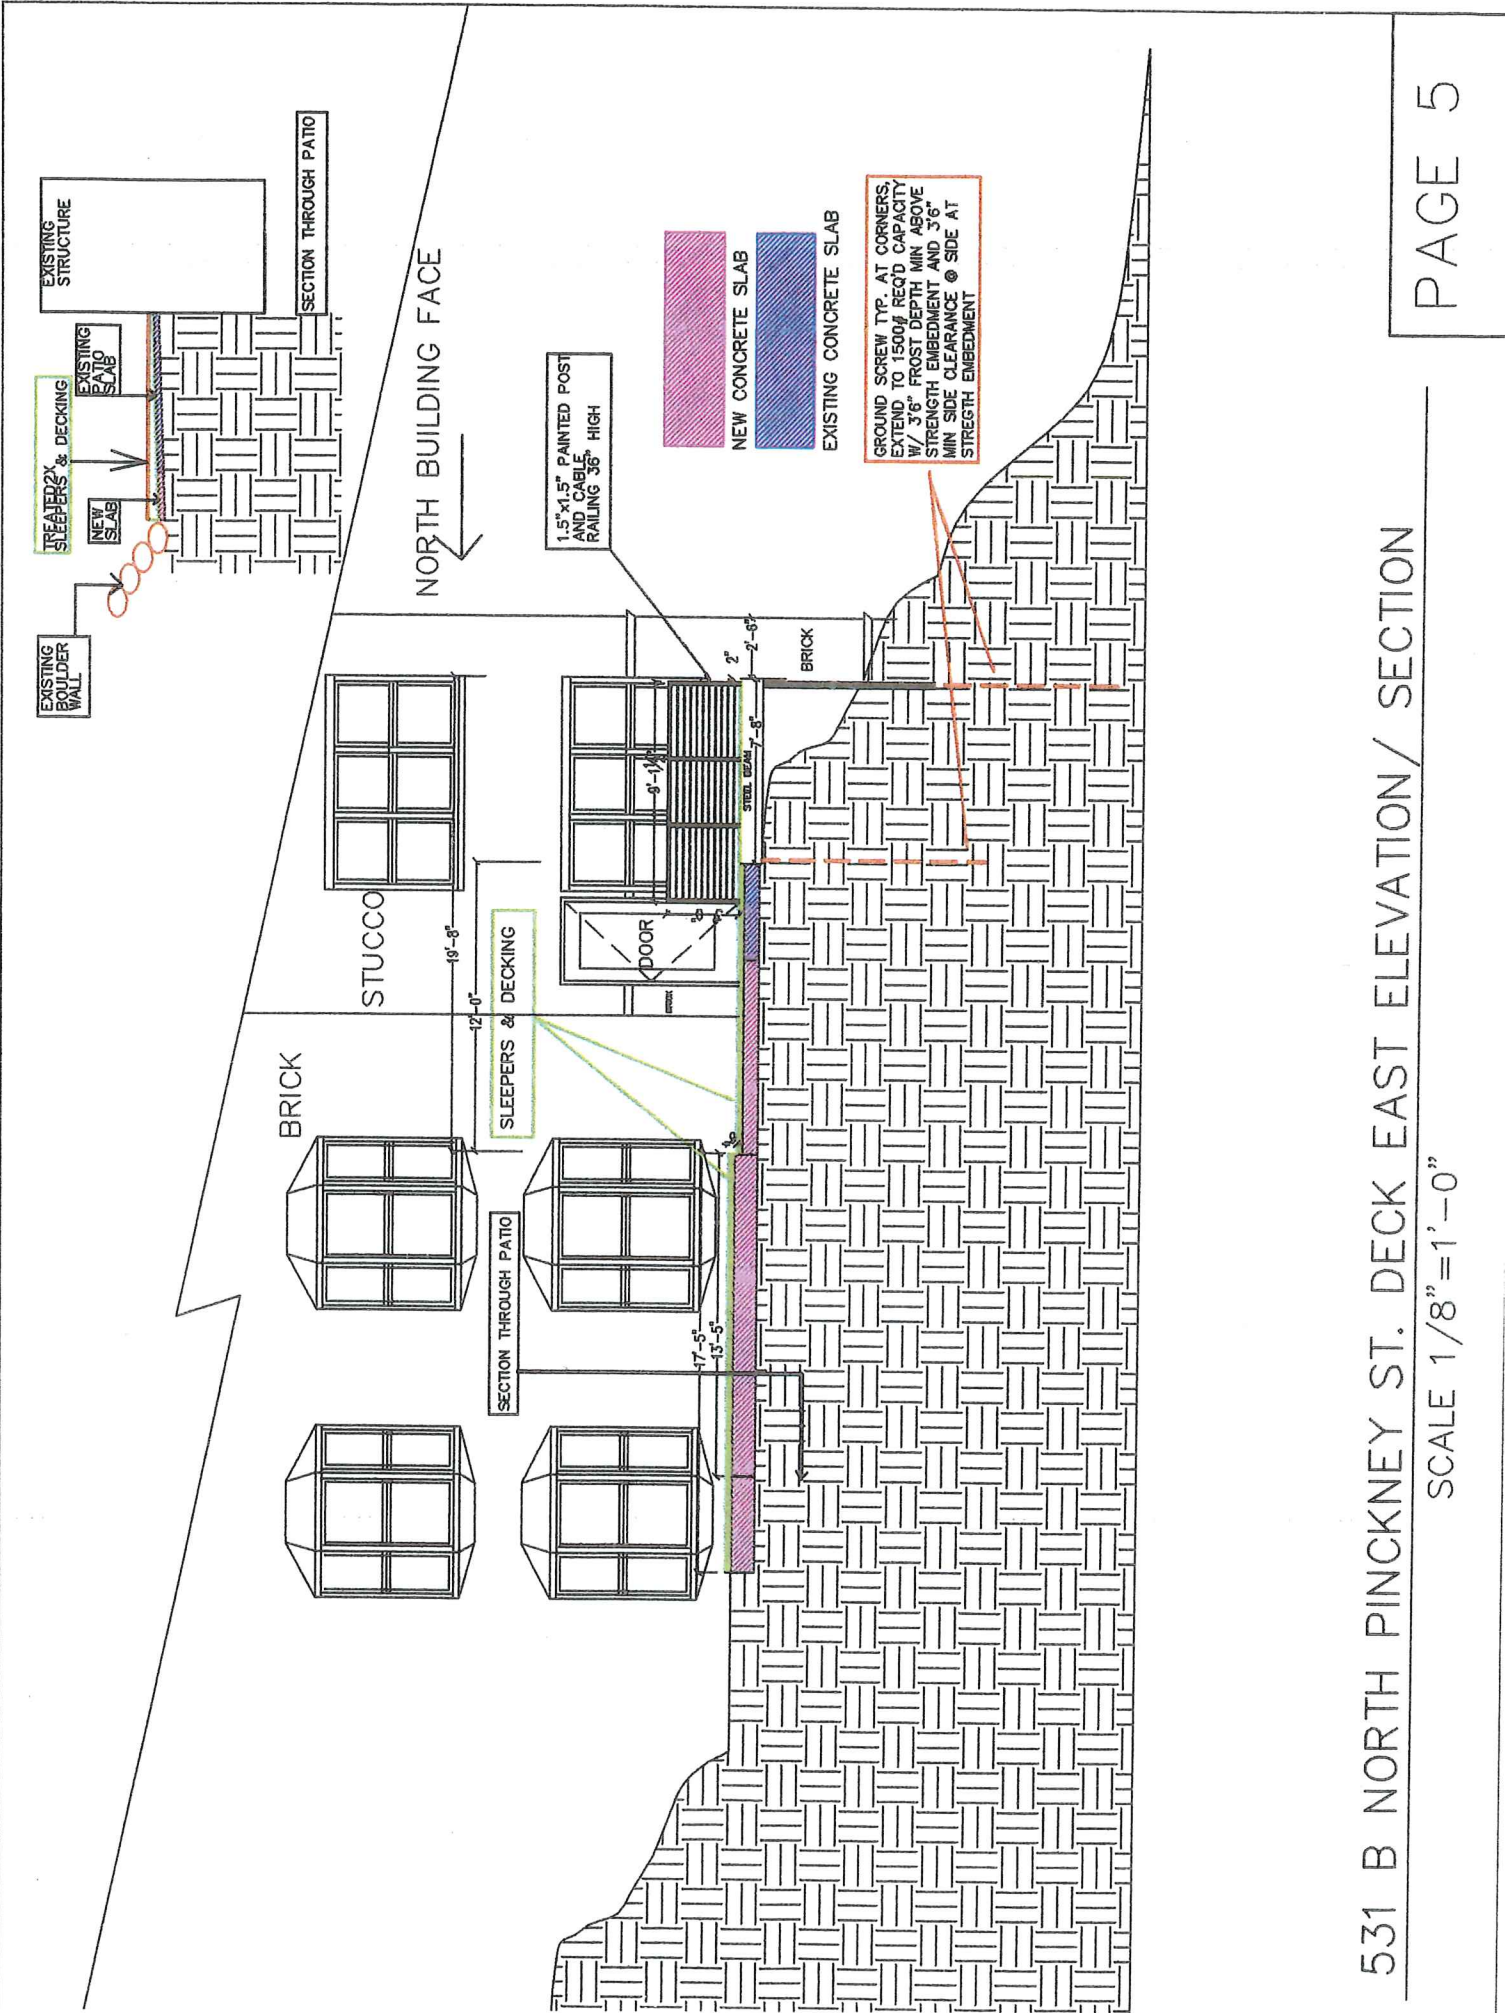 EXISTING
BOULDER
WALL
TREATED2X
SLEEPERS & DECKING
NEW
SLAB
EXISTING
PATIO
SLAB
EXISTING
STRUCTURE
SECTION THROUGH PATIO
NORTH BUILDING FACE
BRICK
STUCCO
19'-8"
12'-0"
SLEEPERS & DECKING
SECTION THROUGH PATIO
1.5"x1.5" PAINTED POST
AND CABLE
RAILING 36" HIGH
DOOR
9'-1¼"
2"
2'-6"
STEEL BEAM
7'-8"
BRICK
17'-5"
13'-5"
NEW CONCRETE SLAB
EXISTING CONCRETE SLAB
GROUND SCREW TYP. AT CORNERS,
EXTEND TO 1500# REQ'D CAPACITY
W/ 3'6" FROST DEPTH MIN ABOVE
STRENGTH EMBEDMENT AND 3'6"
MIN SIDE CLEARANCE @ SIDE AT
STREGTH EMBEDMENT
531 B NORTH PINCKNEY ST. DECK EAST ELEVATION/ SECTION
SCALE 1/8"=1'-0"
PAGE 5